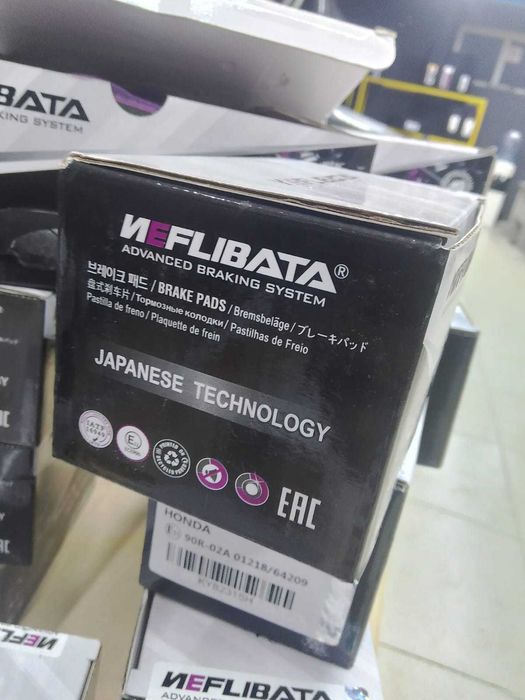 BATA
KING SYSTEM
NEFLIBATA®
ADVANCED BRAKING SYSTEM
브레이크 패드 / BRAKE PADS / Bremsbeläge / ブレーキパッド
盘式刹车片 / Тормозные колодки / Pastilhas de Freio
Pastilla de freno / Plaquette de frein
JAPANESE TECHNOLOGY
I.A.T.F
16949
EAC
HONDA
90R-02A 01218/64209
KY82315H
NEFLIBATA